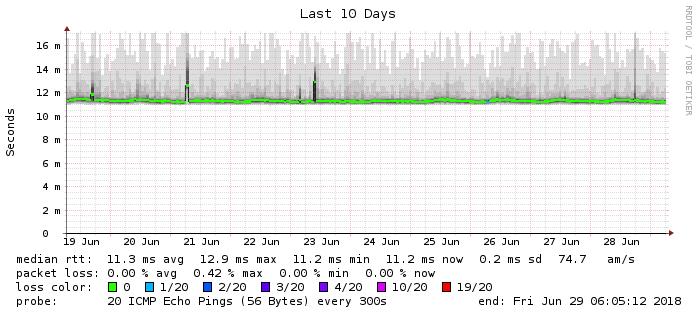 Last 10 Days
RRDTOOL / TOBI OETIKER
Seconds
16 m
14 m
12 m
10 m
8 m
6 m
4 m
2 m
0
19 Jun 20 Jun 21 Jun 22 Jun 23 Jun 24 Jun 25 Jun 26 Jun 27 Jun 28 Jun
median rtt: 11.3 ms avg 12.9 ms max 11.2 ms min 11.2 ms now 0.2 ms sd 74.7 am/s
packet loss: 0.00 % avg 0.42 % max 0.00 % min 0.00 % now
loss color: 0 1/20 2/20 3/20 4/20 10/20 19/20
probe: 20 ICMP Echo Pings (56 Bytes) every 300s end: Fri Jun 29 06:05:12 2018